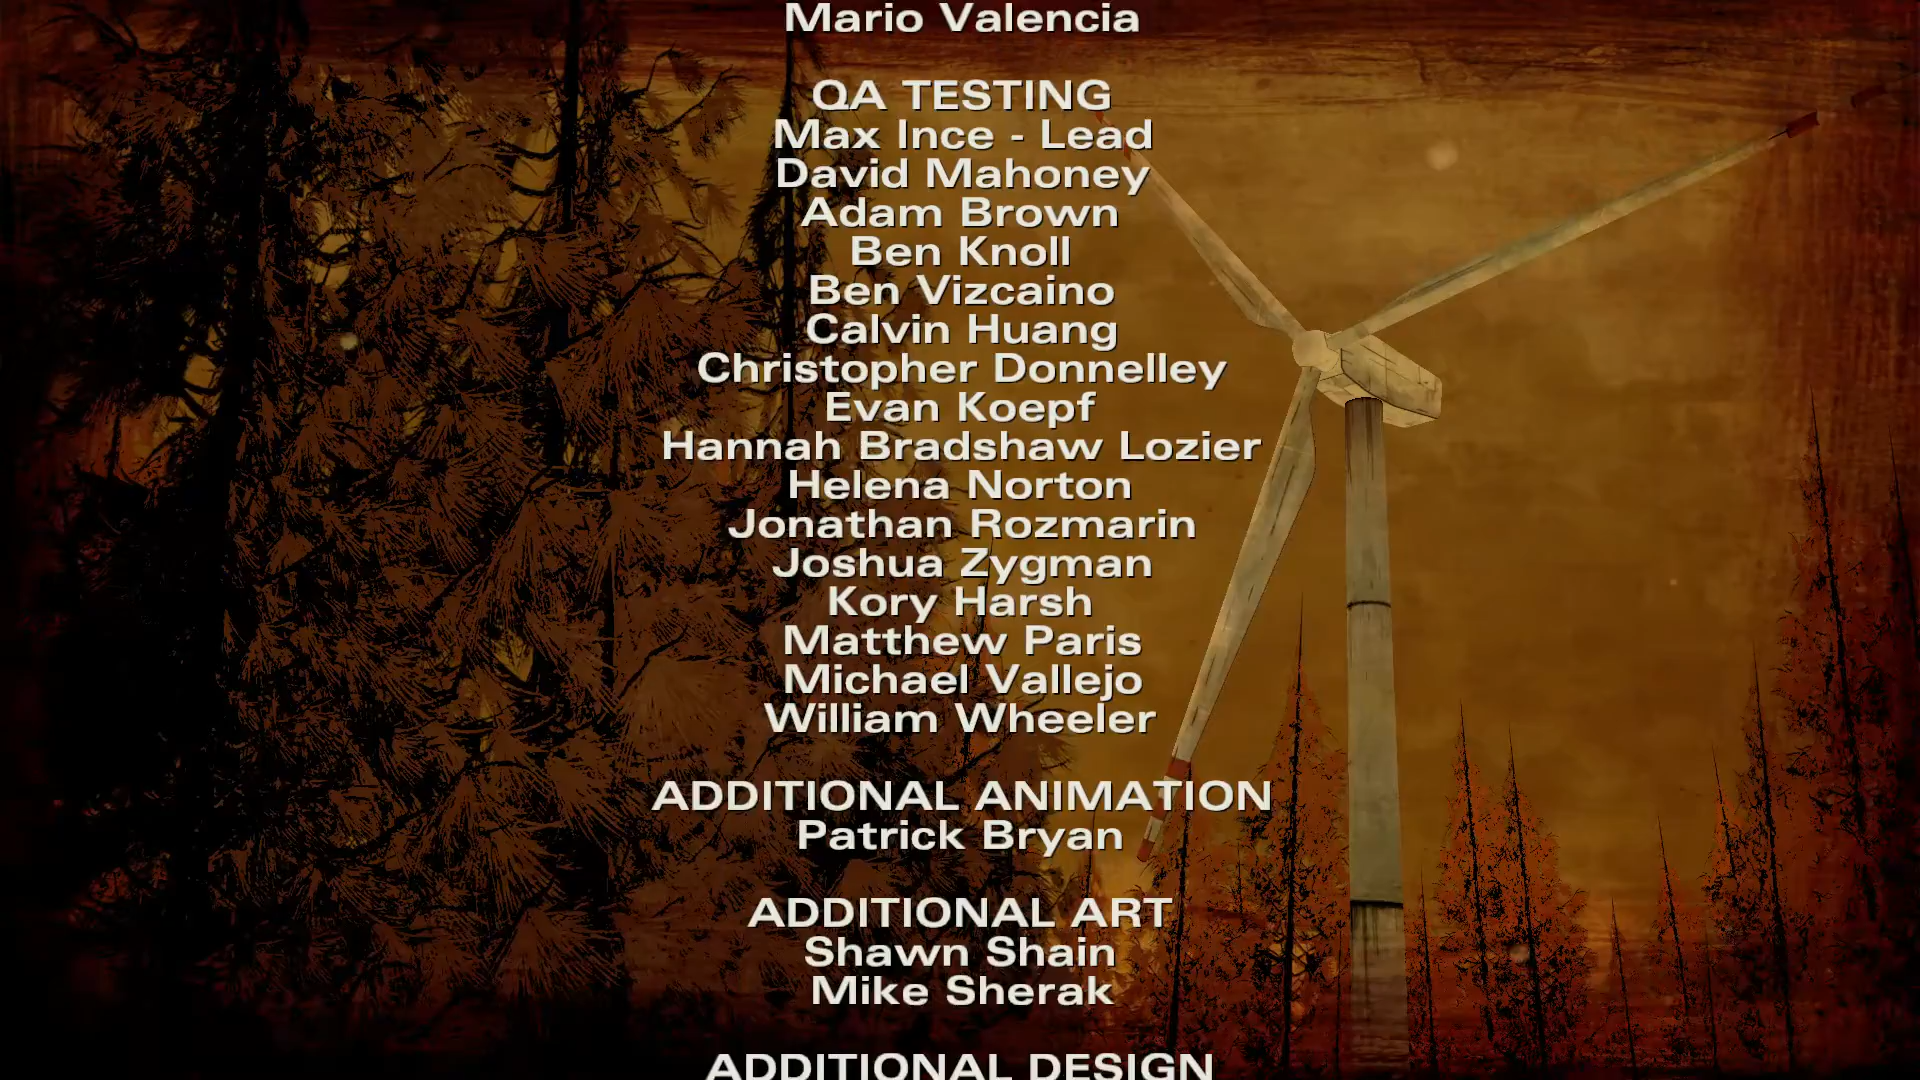 Mario Valencia
QA TESTING
Max Ince - Lead
David Mahoney
Adam Brown
Ben Knoll
Ben Vizcaino
Calvin Huang
Christopher Donnelley
Evan Koepf
Hannah Bradshaw Lozier
Helena Norton
Jonathan Rozmarin
Joshua Zygman
Kory Harsh
Matthew Paris
Michael Vallejo
William Wheeler
ADDITIONAL ANIMATION
Patrick Bryan
ADDITIONAL ART
Shawn Shain
Mike Sherak
ADDITIONAL DESIGN